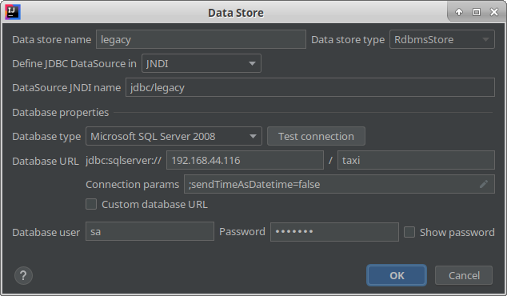 Data Store
Data store name legacy Data store type RdbmsStore
Define JDBC DataSource in JNDI
DataSource JNDI name jdbc/legacy
Database properties
Database type Microsoft SQL Server 2008 Test connection
Database URL jdbc:sqlserver:// 192.168.44.116 / taxi
Connection params ;sendTimeAsDatetime=false
Custom database URL
Database user sa Password ••••••• Show password
? OK Cancel